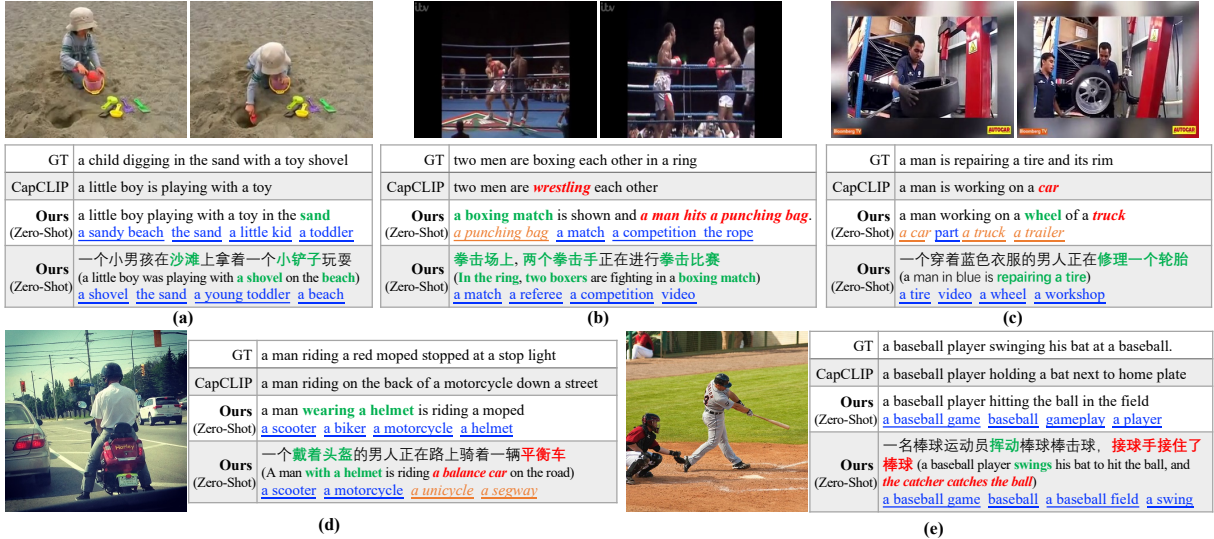 itv
itv
Bloomberg TV
AUTOCAR
Bloomberg TV
AUTOCAR
GT a child digging in the sand with a toy shovel
CapCLIP a little boy is playing with a toy
Ours (Zero-Shot) a little boy playing with a toy in the sand
a sandy beach the sand a little kid a toddler
Ours (Zero-Shot) 一个小男孩在沙滩上拿着一个小铲子玩耍
(a little boy was playing with a shovel on the beach)
a shovel the sand a young toddler a beach
(a)
GT two men are boxing each other in a ring
CapCLIP two men are wrestling each other
Ours (Zero-Shot) a boxing match is shown and a man hits a punching bag.
a punching bag a match a competition the rope
Ours (Zero-Shot) 拳击场上, 两个拳击手正在进行拳击比赛
(In the ring, two boxers are fighting in a boxing match)
a match a referee a competition video
(b)
GT a man is repairing a tire and its rim
CapCLIP a man is working on a car
Ours (Zero-Shot) a man working on a wheel of a truck
a car part a truck a trailer
Ours (Zero-Shot) 一个穿着蓝色衣服的男人正在修理一个轮胎
(a man in blue is repairing a tire)
a tire video a wheel a workshop
(c)
GT a man riding a red moped stopped at a stop light
CapCLIP a man riding on the back of a motorcycle down a street
Ours (Zero-Shot) a man wearing a helmet is riding a moped
a scooter a biker a motorcycle a helmet
Ours (Zero-Shot) 一个戴着头盔的男人正在路上骑着一辆平衡车
(A man with a helmet is riding a balance car on the road)
a scooter a motorcycle a unicycle a segway
(d)
GT a baseball player swinging his bat at a baseball.
CapCLIP a baseball player holding a bat next to home plate
Ours (Zero-Shot) a baseball player hitting the ball in the field
a baseball game baseball gameplay a player
Ours (Zero-Shot) 一名棒球运动员挥动棒球棒击球，接球手接住了
棒球 (a baseball player swings his bat to hit the ball, and
the catcher catches the ball)
a baseball game baseball a baseball field a swing
(e)